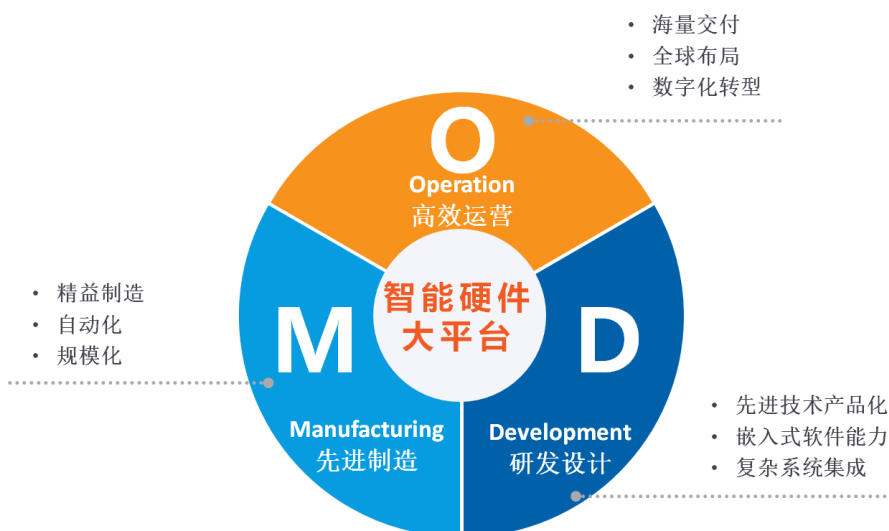 • 海量交付
• 全球布局
• 数字化转型
O
Operation
高效运营
智能硬件
大平台
• 精益制造
• 自动化
• 规模化
M
Manufacturing
先进制造
D
Development
研发设计
• 先进技术产品化
• 嵌入式软件能力
• 复杂系统集成